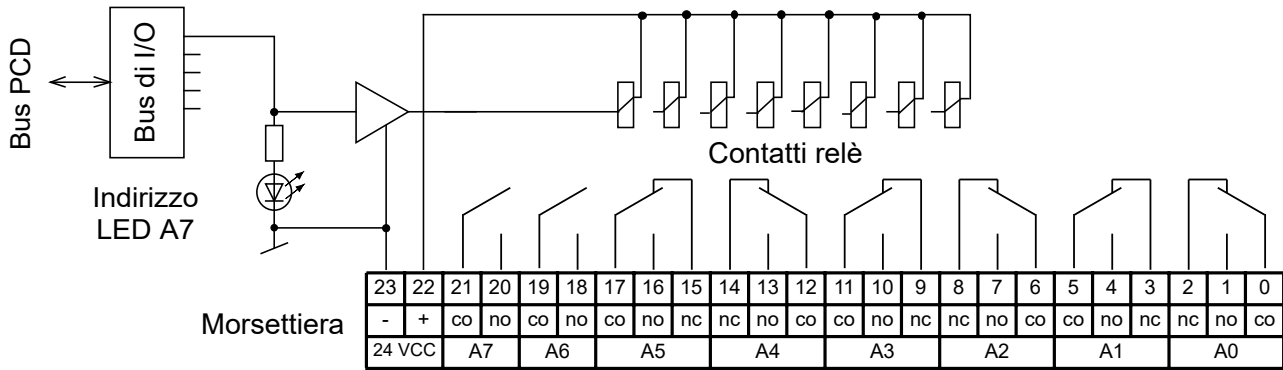 Bus PCD
Bus di I/O
Contatti relè
Indirizzo
LED A7
Morsettiera
23 22 21 20 19 18 17 16 15 14 13 12 11 10 9 8 7 6 5 4 3 2 1 0
- + co no co no co no nc nc no co co no nc nc no co co no nc nc no co
24 VCC A7 A6 A5 A4 A3 A2 A1 A0